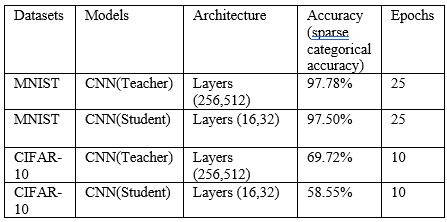 Datasets Models Architecture Accuracy Epochs
(sparse
categorical
accuracy)
MNIST CNN(Teacher) Layers 97.78% 25
(256,512)
MNIST CNN(Student) Layers (16,32) 97.50% 25
CIFAR- CNN(Teacher) Layers 69.72% 10
10 (256,512)
CIFAR- CNN(Student) Layers (16,32) 58.55% 10
10